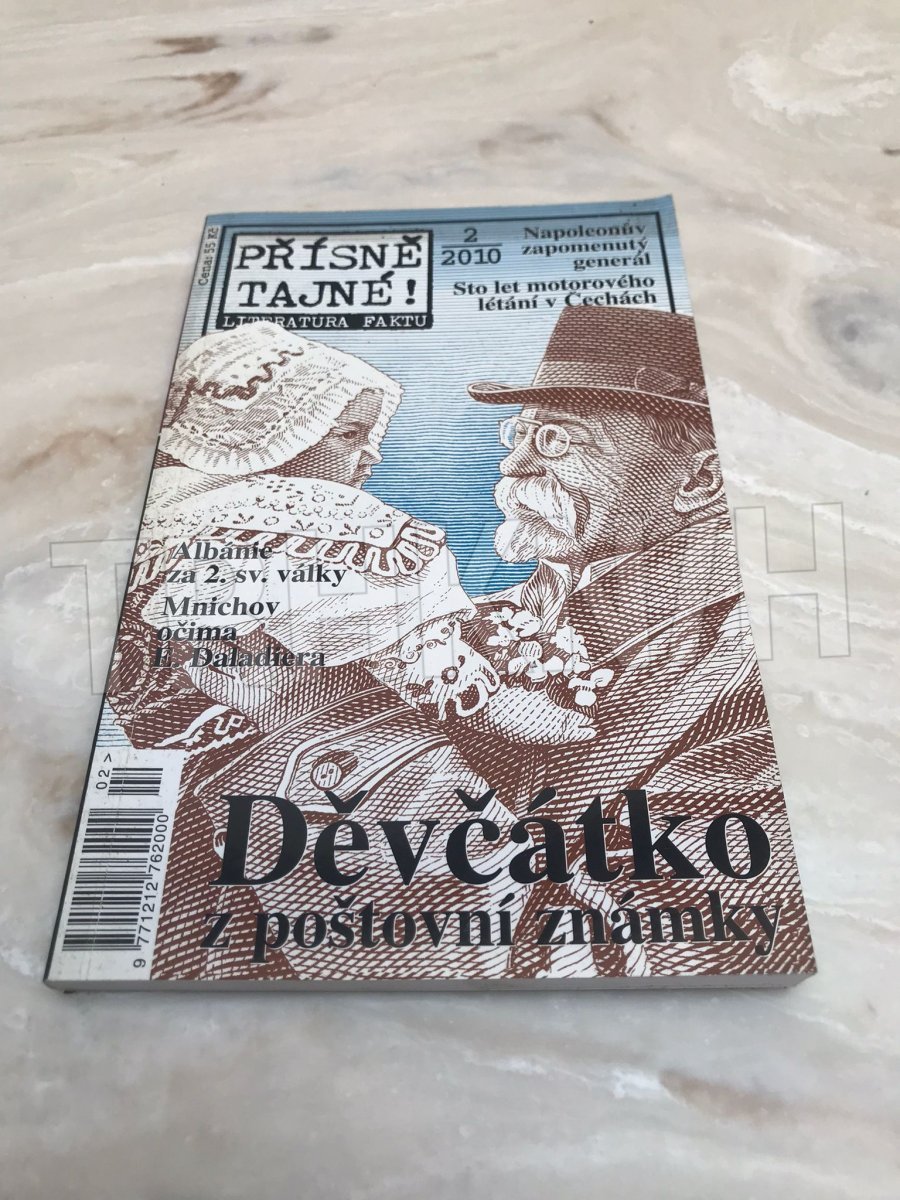 Cena: 55 Kč
PŘÍSNĚ
TAJNÉ!
LITERATURA FAKTU
2
2010
Napoleonův
zapomenutý
generál
Sto let motorového
létání v Čechách
Albánie
za 2. sv. války
Mnichov
očima
E. Daladiera
02 >
9 771212 762000
Děvčátko
z poštovní známky